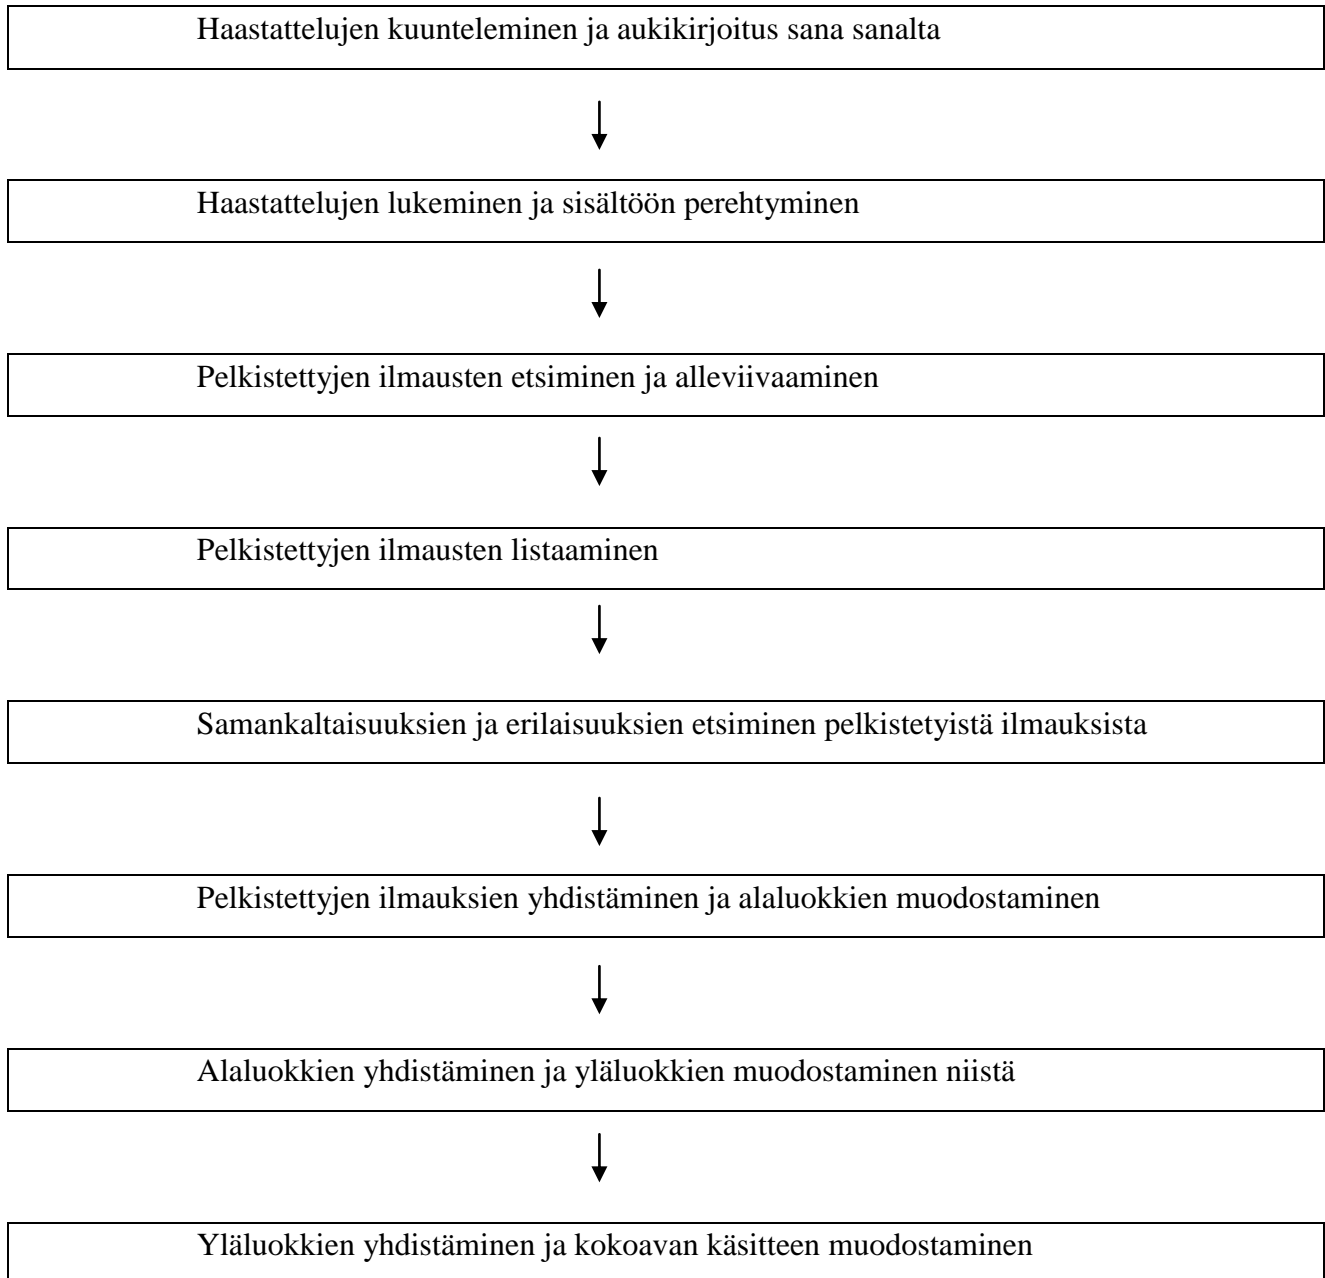 Haastattelujen kuunteleminen ja aukikirjoitus sana sanalta
Haastattelujen lukeminen ja sisältöön perehtyminen
Pelkistettyjen ilmausten etsiminen ja alleviivaaminen
Pelkistettyjen ilmausten listaaminen
Samankaltaisuuksien ja erilaisuuksien etsiminen pelkistetyistä ilmauksista
Pelkistettyjen ilmauksien yhdistäminen ja alaluokkien muodostaminen
Alaluokkien yhdistäminen ja yläluokkien muodostaminen niistä
Yläluokkien yhdistäminen ja kokoavan käsitteen muodostaminen